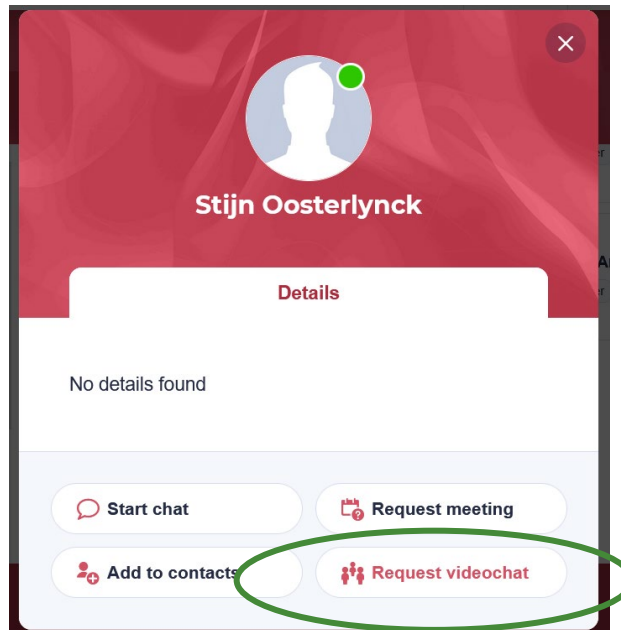 Stijn Oosterlynck
Details
No details found
Start chat
Request meeting
Add to contacts
Request videochat